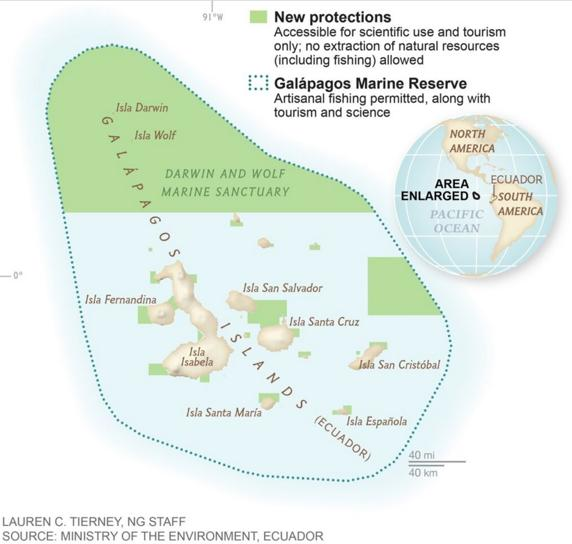 91°W
New protections
Accessible for scientific use and tourism
only; no extraction of natural resources
(including fishing) allowed
Galápagos Marine Reserve
Artisanal fishing permitted, along with
tourism and science
Isla Darwin
Isla Wolf
DARWIN AND WOLF
MARINE SANCTUARY
GALÁPAGOS
ISLANDS
(ECUADOR)
NORTH
AMERICA
AREA
ENLARGED
ECUADOR
SOUTH
AMERICA
PACIFIC
OCEAN
0°
Isla Fernandina
Isla San Salvador
Isla Santa Cruz
Isla
Isabela
Isla San Cristóbal
Isla Santa María
Isla Española
40 mi
40 km
LAUREN C. TIERNEY, NG STAFF
SOURCE: MINISTRY OF THE ENVIRONMENT, ECUADOR